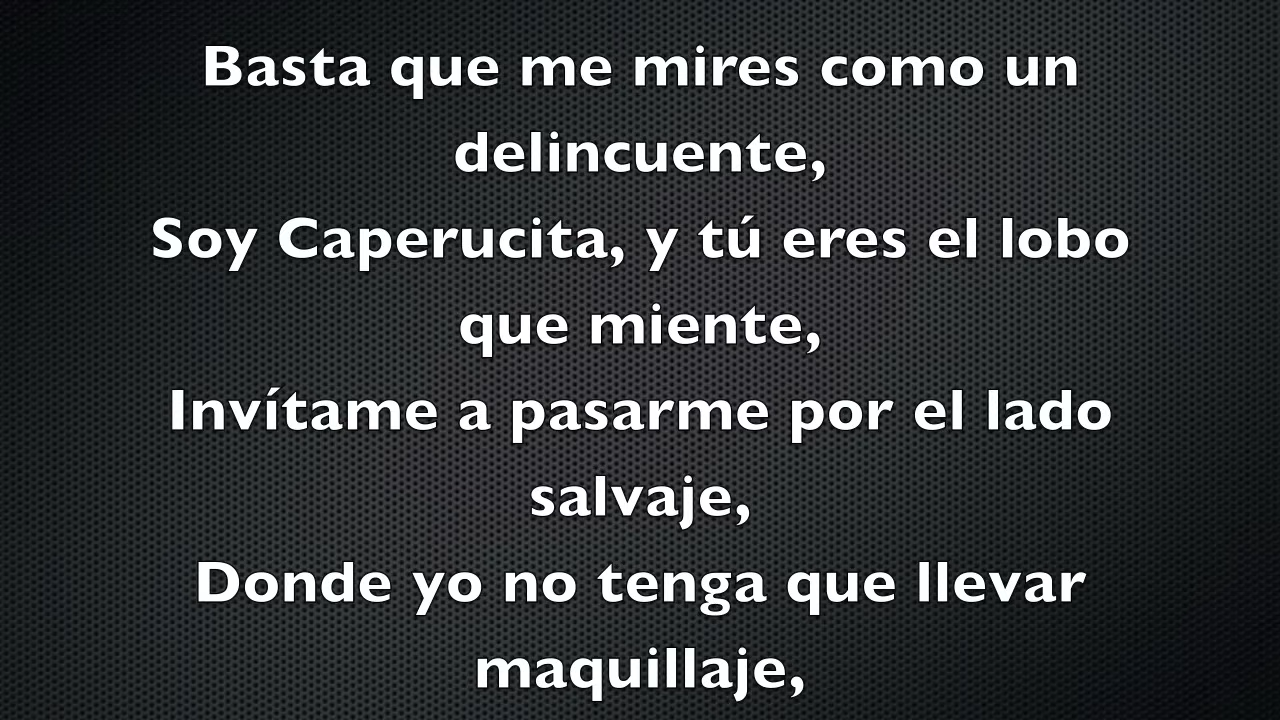 Basta que me mires como un
delincuente,
Soy Caperucita, y tú eres el lobo
que miente,
Invítame a pasarme por el lado
salvaje,
Donde yo no tenga que llevar
maquillaje,